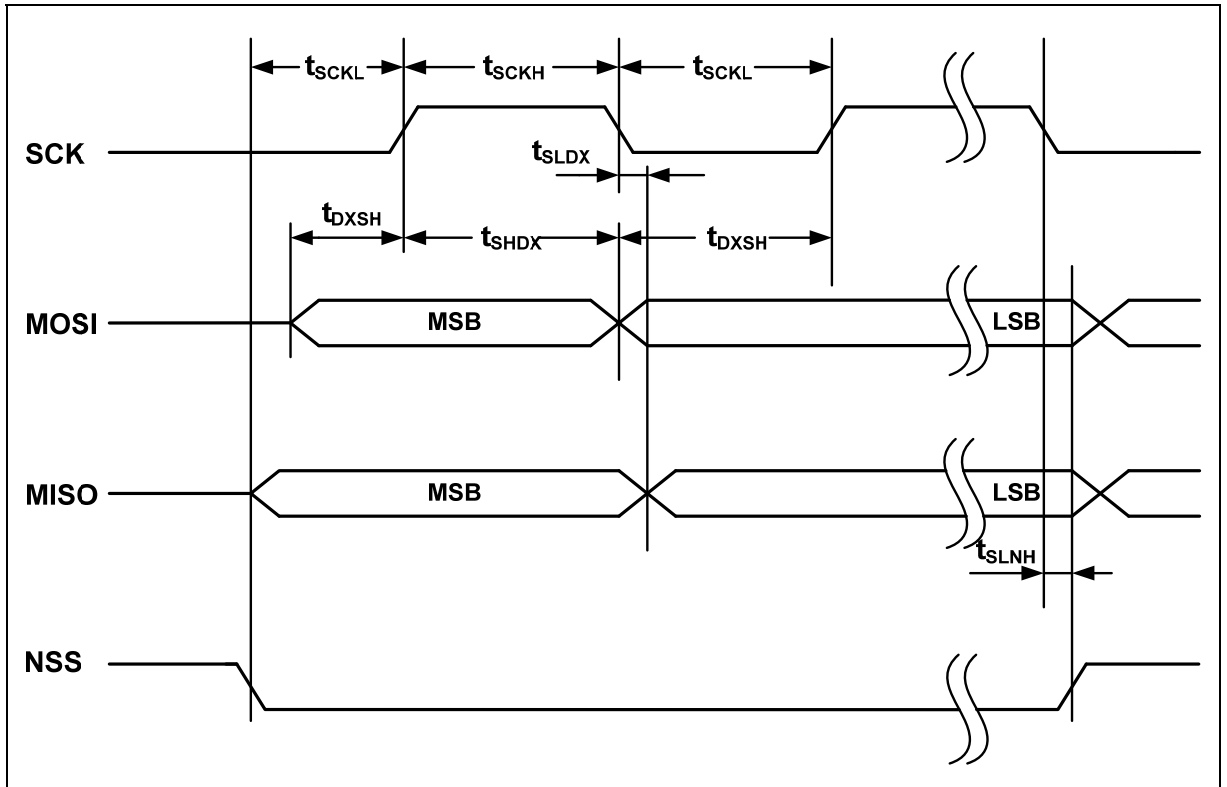 tSCKL tSCKH tSCKL
SCK
tSLDX
tDXSH tSHDX tDXSH
MOSI MSB LSB
MISO MSB LSB
tSLNH
NSS